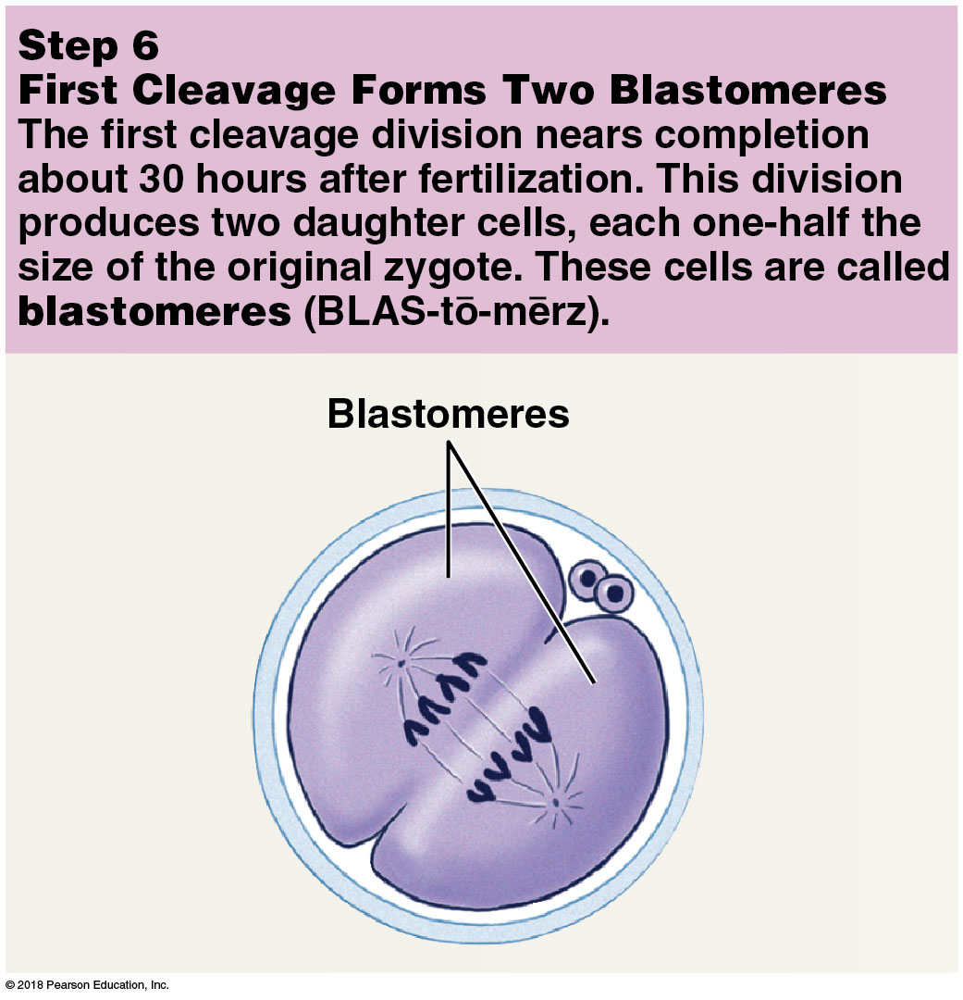 Step 6
First Cleavage Forms Two Blastomeres
The first cleavage division nears completion
about 30 hours after fertilization. This division
produces two daughter cells, each one-half the
size of the original zygote. These cells are called
blastomeres (BLAS-tō-mērz).
Blastomeres
© 2018 Pearson Education, Inc.